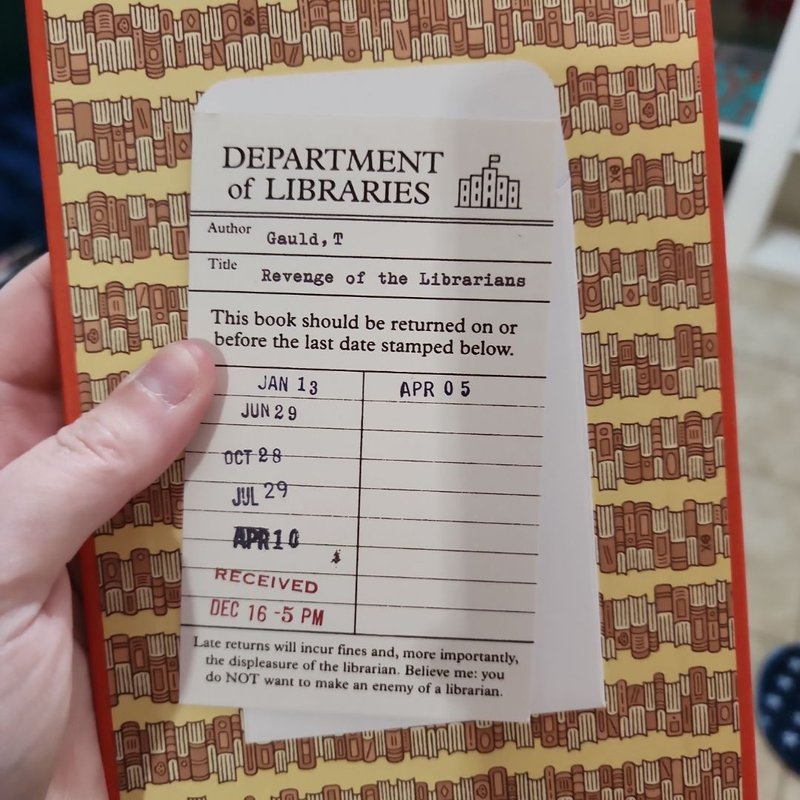 DEPARTMENT
of LIBRARIES
Author Gauld, T
Title Revenge of the Librarians
This book should be returned on or
before the last date stamped below.
JAN 13 APR 05
JUN 29
OCT 28
JUL 29
APR 10
RECEIVED
DEC 16 -5 PM
Late returns will incur fines and, more importantly,
the displeasure of the librarian. Believe me: you
do NOT want to make an enemy of a librarian.